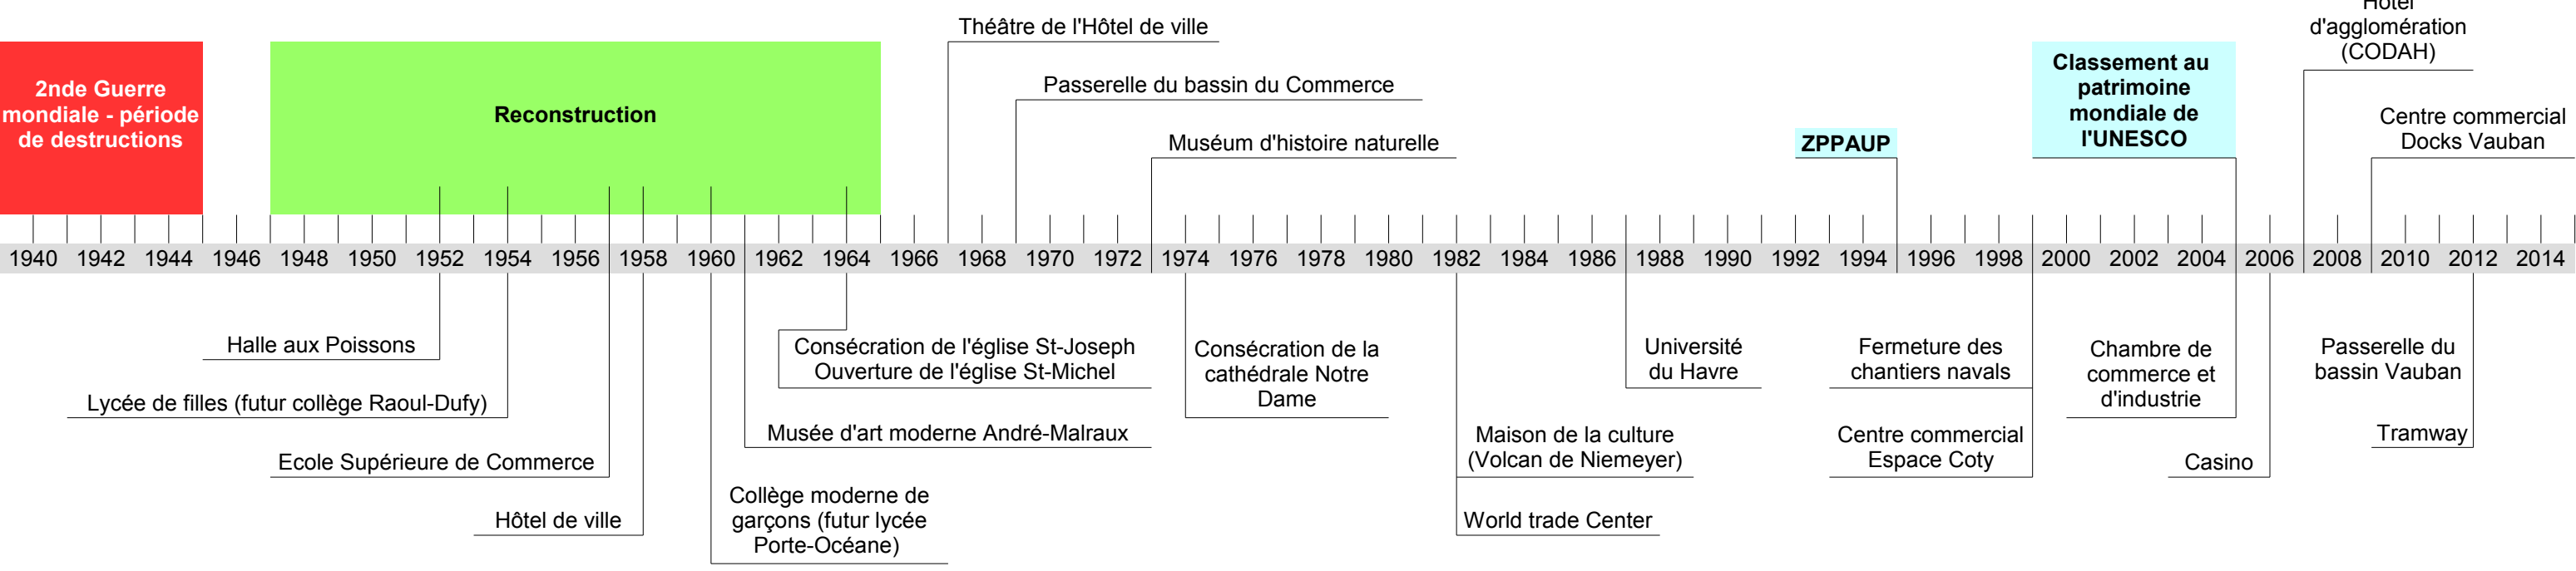 Hôtel
d'agglomération
(CODAH)
Théâtre de l'Hôtel de ville
Passerelle du bassin du Commerce
Muséum d'histoire naturelle
2nde Guerre
mondiale - période
de destructions
Reconstruction
ZPPAUP
Classement au
patrimoine
mondiale de
l'UNESCO
Centre commercial
Docks Vauban
1940 1942 1944 1946 1948 1950 1952 1954 1956 1958 1960 1962 1964 1966 1968 1970 1972 1974 1976 1978 1980 1982 1984 1986 1988 1990 1992 1994 1996 1998 2000 2002 2004 2006 2008 2010 2012 2014
Halle aux Poissons
Lycée de filles (futur collège Raoul-Dufy)
Ecole Supérieure de Commerce
Hôtel de ville
Collège moderne de
garçons (futur lycée
Porte-Océane)
Consécration de l'église St-Joseph
Ouverture de l'église St-Michel
Musée d'art moderne André-Malraux
Consécration de la
cathédrale Notre
Dame
Maison de la culture
(Volcan de Niemeyer)
World trade Center
Université
du Havre
Fermeture des
chantiers navals
Centre commercial
Espace Coty
Chambre de
commerce et
d'industrie
Casino
Passerelle du
bassin Vauban
Tramway